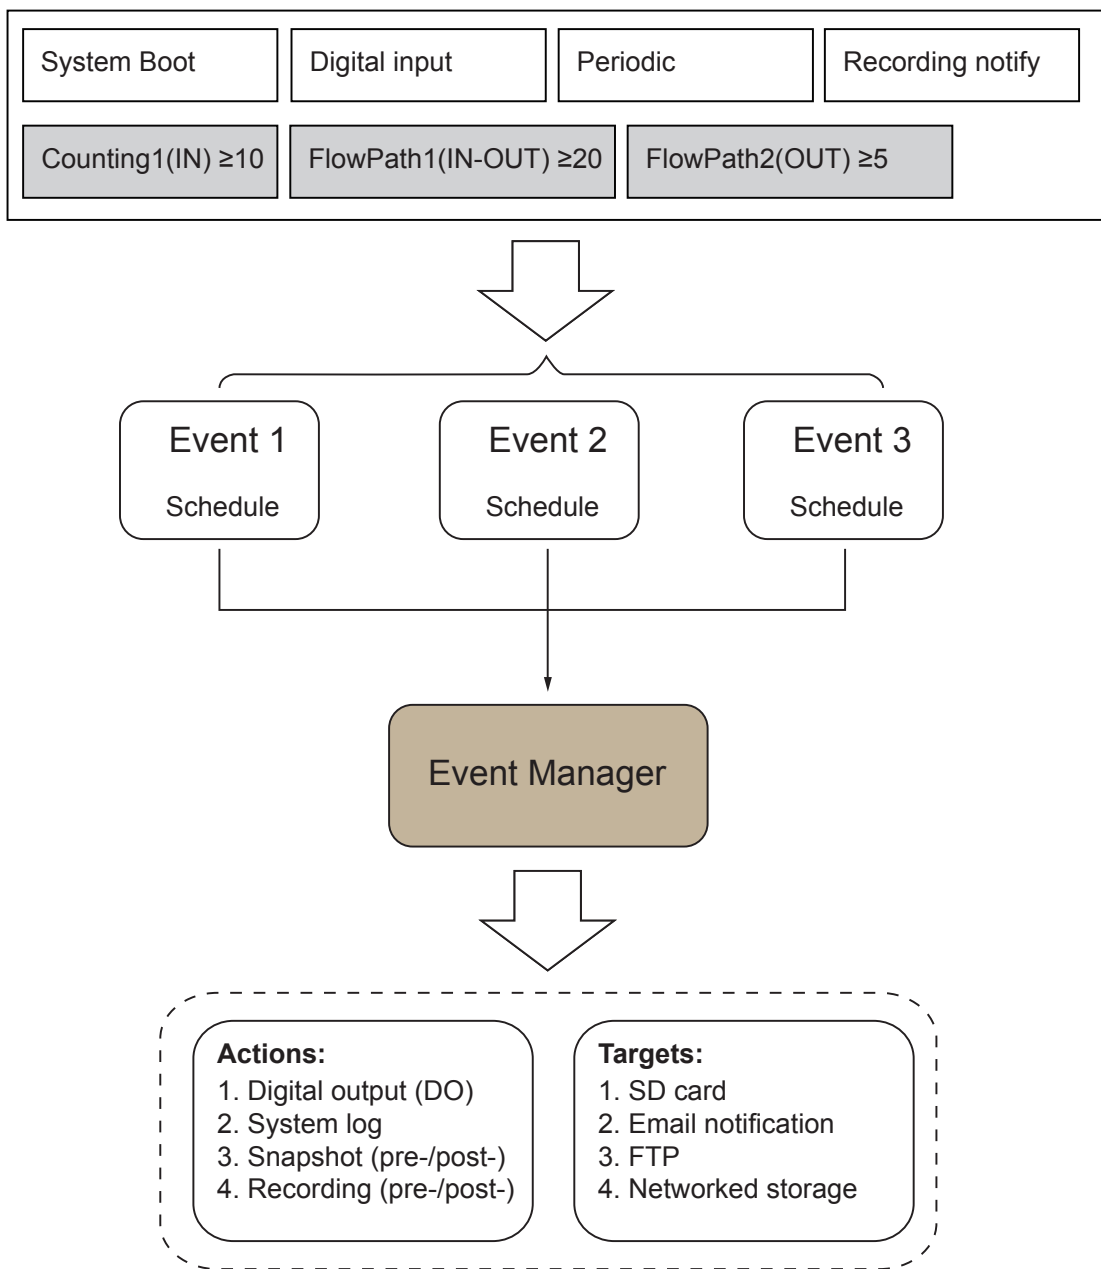 System Boot
Digital input
Periodic
Recording notify
Counting1(IN) ≥10
FlowPath1(IN-OUT) ≥20
FlowPath2(OUT) ≥5
Event 1
Schedule
Event 2
Schedule
Event 3
Schedule
Event Manager
Actions:
1. Digital output (DO)
2. System log
3. Snapshot (pre-/post-)
4. Recording (pre-/post-)
Targets:
1. SD card
2. Email notification
3. FTP
4. Networked storage